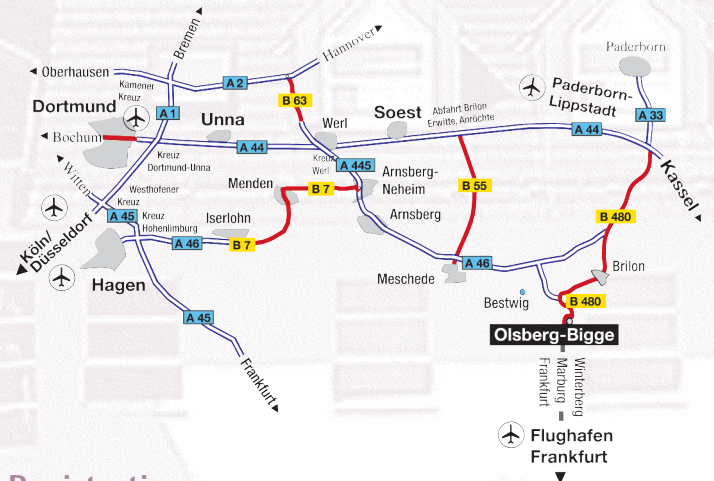 Bremen
Hannover
Oberhausen
A 2
Kamener
Kreuz
Paderborn
Dortmund
A 1
B 63
Paderborn-
Lippstadt
A 33
Unna
Soest
Abfahrt Brilon
Erwitte, Anröchte
Werl
Bochum
A 44
A 44
Kreuz
Dortmund-Unna
Kreuz
Werl
A 445
Kassel
Witten
Westhofener
Kreuz
Menden
B 7
Arnsberg-
Neheim
B 55
A 45
Kreuz
Hohenlimburg
Iserlohn
Arnsberg
B 480
Köln/
Düsseldorf
A 46
B 7
A 46
Hagen
Meschede
Brilon
Bestwig
B 480
A 45
Olsberg-Bigge
Frankfurt
Winterberg
Marburg
Frankfurt
Flughafen
Frankfurt